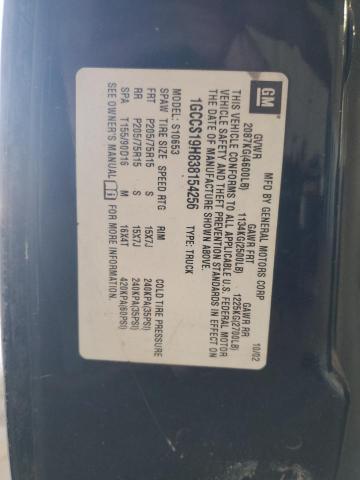 GM
MFD BY GENERAL MOTORS CORP 10/02
GVWR GAWR FRT GAWR RR
2087KG(4600LB) 1134KG(2500LB) 1225KG(2700LB)
THIS VEHICLE CONFORMS TO ALL APPLICABLE U.S. FEDERAL MOTOR
VEHICLE SAFETY AND THEFT PREVENTION STANDARDS IN EFFECT ON
THE DATE OF MANUFACTURE SHOWN ABOVE.
1GCCS19H838154256 TYPE: TRUCK
MODEL: S10653
SPAW TIRE SIZE SPEED RTG RIM COLD TIRE PRESSURE
FRT P205/75R15 S 15X7J 240KPA(35PSI)
RR P205/75R15 S 15X7J 240KPA(35PSI)
SPA T155/90D16 M 16X4T 420KPA(60PSI)
SEE OWNER'S MANUAL FOR MORE INFORMATION.